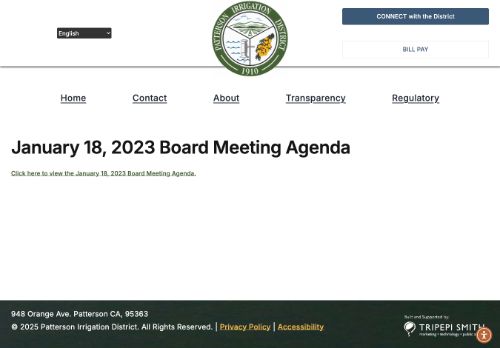 English
PATTERSON IRRIGATION DISTRICT
1910
CONNECT with the District
BILL PAY
Home
Contact
About
Transparency
Regulatory
January 18, 2023 Board Meeting Agenda
Click here to view the January 18, 2023 Board Meeting Agenda.
948 Orange Ave. Patterson CA, 95363
© 2025 Patterson Irrigation District. All Rights Reserved. | Privacy Policy | Accessibility
Built and Supported by:
TRIPEPI SMITH
marketing • technology • public